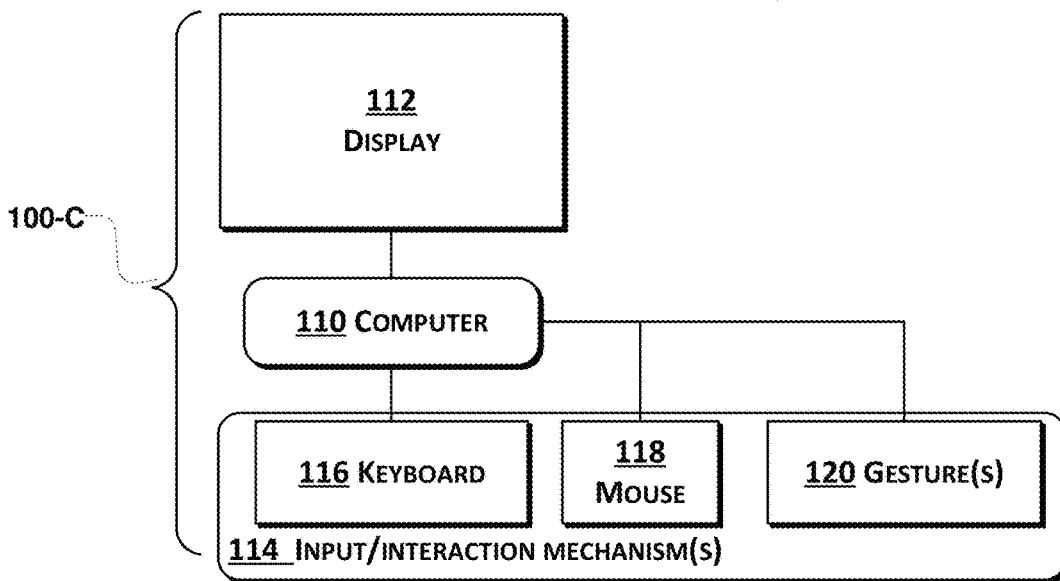 112
DISPLAY
100-C
110 COMPUTER
116 KEYBOARD
118
MOUSE
120 GESTURE(S)
114 INPUT/INTERACTION MECHANISM(S)